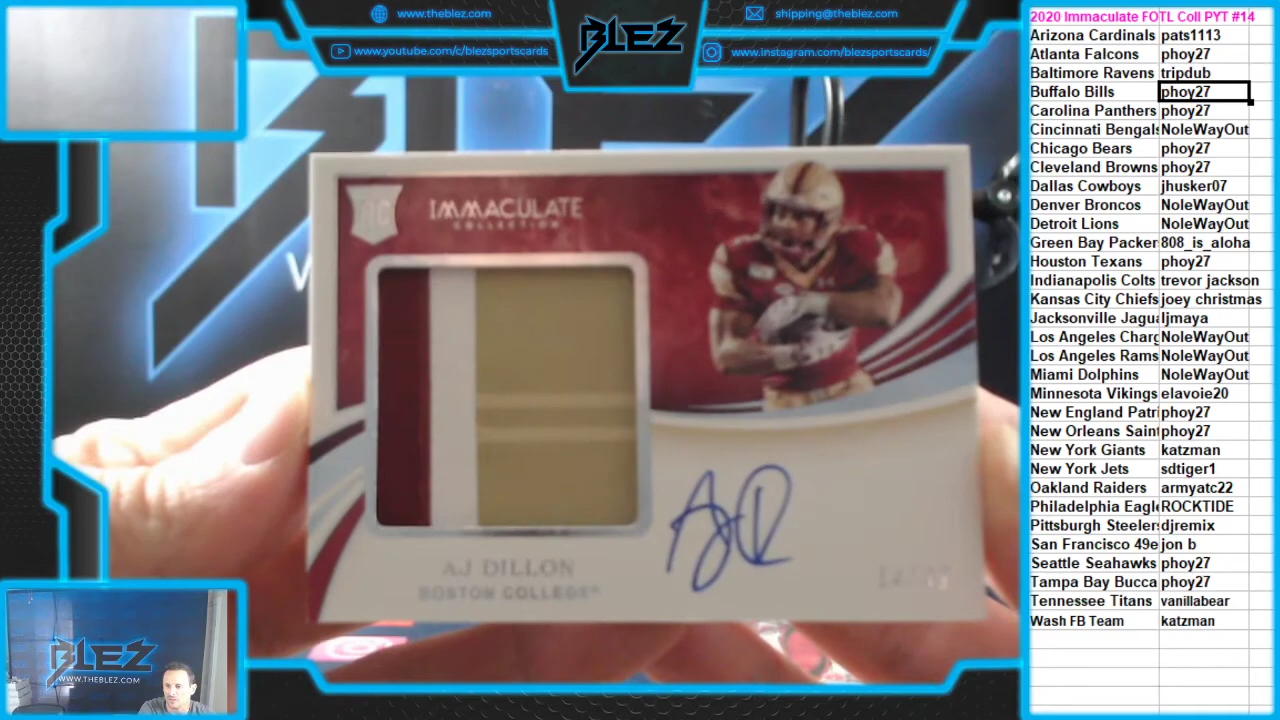 www.theblez.com
www.youtube.com/c/blezsportscards
BLEZ
shipping@theblez.com
www.instagram.com/blezsportscards/
RC
IMMACULATE
COLLECTION
AJ DILLON
BOSTON COLLEGE
AJD
BLEZ
WWW.THEBLEZ.COM
2020 Immaculate FOTL Coll PYT #14
Arizona Cardinals pats1113
Atlanta Falcons phoy27
Baltimore Ravens tripdub
Buffalo Bills phoy27
Carolina Panthers phoy27
Cincinnati Bengals NoleWayOut
Chicago Bears phoy27
Cleveland Browns phoy27
Dallas Cowboys jhusker07
Denver Broncos NoleWayOut
Detroit Lions NoleWayOut
Green Bay Packer 808_is_aloha
Houston Texans phoy27
Indianapolis Colts trevor jackson
Kansas City Chiefs joey christmas
Jacksonville Jagua ljmaya
Los Angeles Charg NoleWayOut
Los Angeles Rams NoleWayOut
Miami Dolphins NoleWayOut
Minnesota Vikings elavoie20
New England Patri phoy27
New Orleans Saint phoy27
New York Giants katzman
New York Jets sdtiger1
Oakland Raiders armyatc22
Philadelphia Eagle ROCKTIDE
Pittsburgh Steelers djremix
San Francisco 49e jon b
Seattle Seahawks phoy27
Tampa Bay Bucca phoy27
Tennessee Titans vanillabear
Wash FB Team katzman